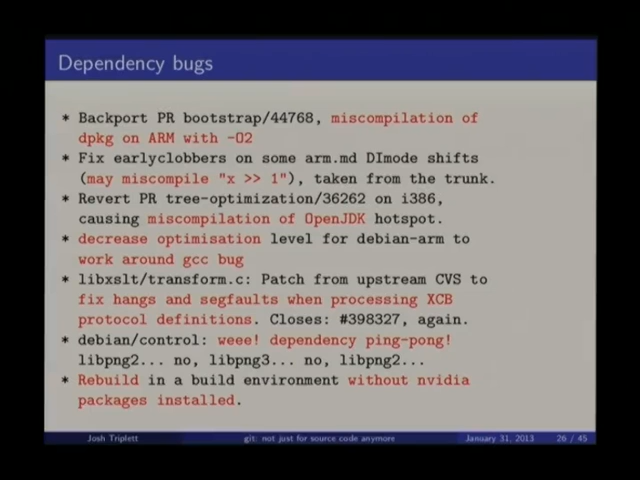 Dependency bugs
* Backport PR bootstrap/44768, miscompilation of
dpkg on ARM with -O2
* Fix earlyclobbers on some arm.md DImode shifts
(may miscompile "x >> 1"), taken from the trunk.
* Revert PR tree-optimization/36262 on i386,
causing miscompilation of OpenJDK hotspot.
* decrease optimisation level for debian-arm to
work around gcc bug
* libxslt/transform.c: Patch from upstream CVS to
fix hangs and segfaults when processing XCB
protocol definitions. Closes: #398327, again.
* debian/control: weee! dependency ping-pong!
libpng2... no, libpng3... no, libpng2...
* Rebuild in a build environment without nvidia
packages installed.
Josh Triplett git: not just for source code anymore January 31, 2013 26 / 45